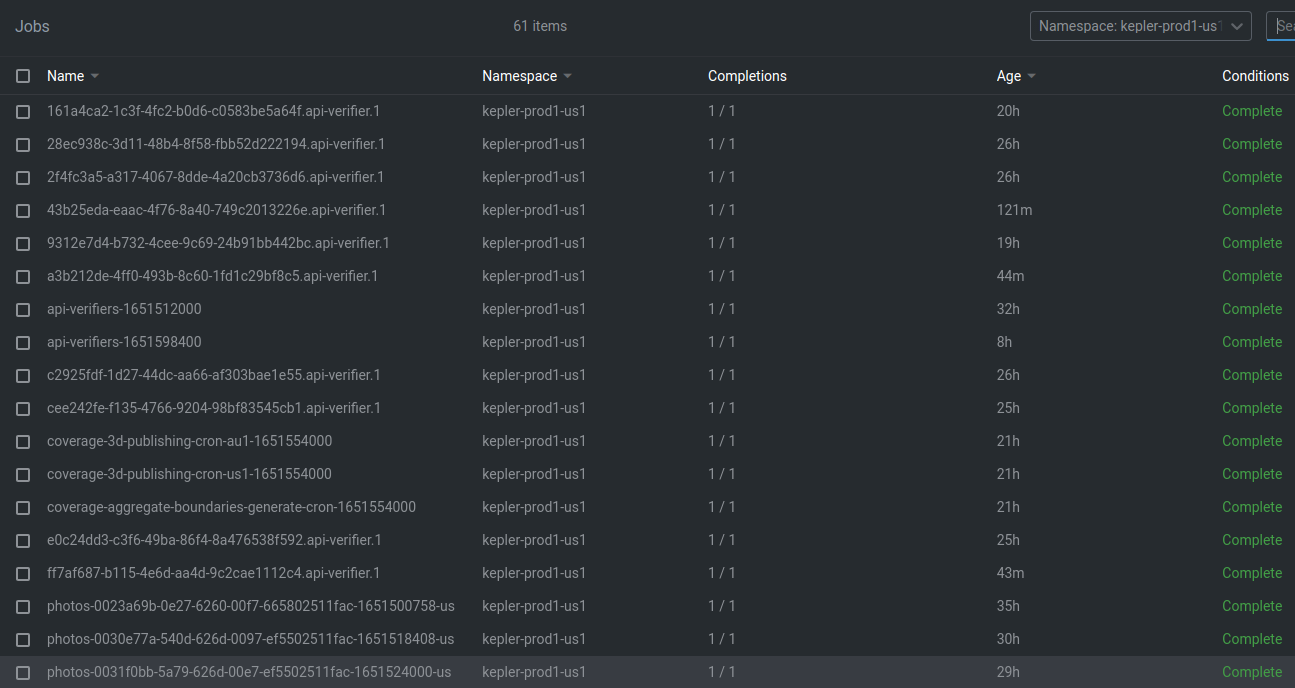 Jobs 61 items Namespace: kepler-prod1-us1 Sea
Name Namespace Completions Age Conditions
161a4ca2-1c3f-4fc2-b0d6-c0583be5a64f.api-verifier.1 kepler-prod1-us1 1 / 1 20h Complete
28ec938c-3d11-48b4-8f58-fbb52d222194.api-verifier.1 kepler-prod1-us1 1 / 1 26h Complete
2f4fc3a5-a317-4067-8dde-4a20cb3736d6.api-verifier.1 kepler-prod1-us1 1 / 1 26h Complete
43b25eda-eaac-4f76-8a40-749c2013226e.api-verifier.1 kepler-prod1-us1 1 / 1 121m Complete
9312e7d4-b732-4cee-9c69-24b91bb442bc.api-verifier.1 kepler-prod1-us1 1 / 1 19h Complete
a3b212de-4ff0-493b-8c60-1fd1c29bf8c5.api-verifier.1 kepler-prod1-us1 1 / 1 44m Complete
api-verifiers-1651512000 kepler-prod1-us1 1 / 1 32h Complete
api-verifiers-1651598400 kepler-prod1-us1 1 / 1 8h Complete
c2925fdf-1d27-44dc-aa66-af303bae1e55.api-verifier.1 kepler-prod1-us1 1 / 1 26h Complete
cee242fe-f135-4766-9204-98bf83545cb1.api-verifier.1 kepler-prod1-us1 1 / 1 25h Complete
coverage-3d-publishing-cron-au1-1651554000 kepler-prod1-us1 1 / 1 21h Complete
coverage-3d-publishing-cron-us1-1651554000 kepler-prod1-us1 1 / 1 21h Complete
coverage-aggregate-boundaries-generate-cron-1651554000 kepler-prod1-us1 1 / 1 21h Complete
e0c24dd3-c3f6-49ba-86f4-8a476538f592.api-verifier.1 kepler-prod1-us1 1 / 1 25h Complete
ff7af687-b115-4e6d-aa4d-9c2cae1112c4.api-verifier.1 kepler-prod1-us1 1 / 1 43m Complete
photos-0023a69b-0e27-6260-00f7-665802511fac-1651500758-us kepler-prod1-us1 1 / 1 35h Complete
photos-0030e77a-540d-626d-0097-ef5502511fac-1651518408-us kepler-prod1-us1 1 / 1 30h Complete
photos-0031f0bb-5a79-626d-00e7-ef5502511fac-1651524000-us kepler-prod1-us1 1 / 1 29h Complete